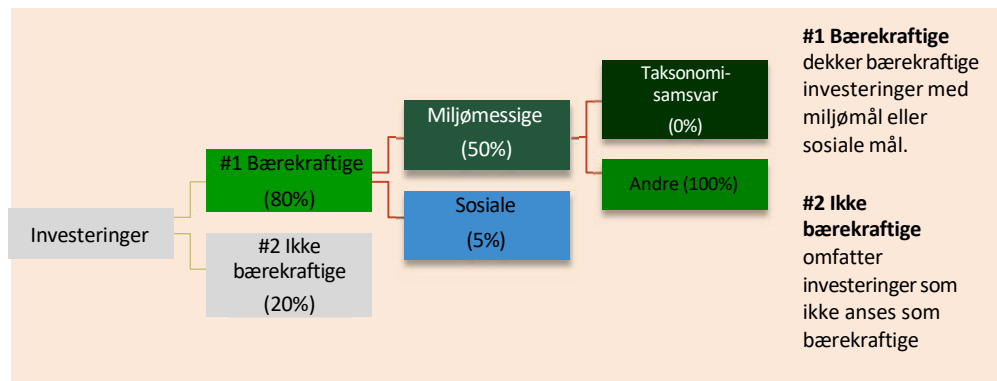 Investeringer
#1 Bærekraftige
(80%)
#2 Ikke
bærekraftige
(20%)
Miljømessige
(50%)
Sosiale
(5%)
Taksonomi-
samsvar
(0%)
Andre (100%)
#1 Bærekraftige
dekker bærekraftige
investeringer med
miljømål eller
sosiale mål.
#2 Ikke
bærekraftige
omfatter
investeringer som
ikke anses som
bærekraftige